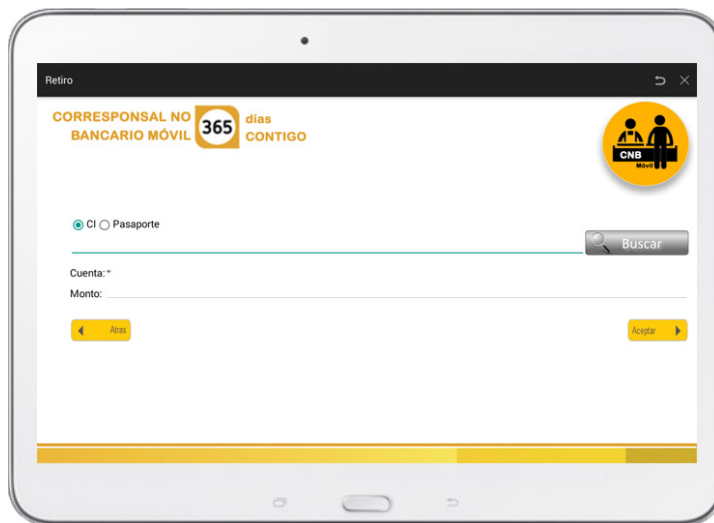 Retiro
CORRESPONSAL NO
BANCARIO MÓVIL
365
días
CONTIGO
CNB
Móvil
CI
Pasaporte
Buscar
Cuenta:
Monto:
Atras
Aceptar